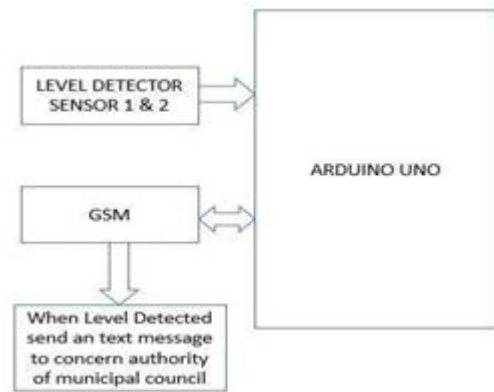 LEVEL DETECTOR
SENSOR 1 & 2
ARDUINO UNO
GSM
When Level Detected
send an text message
to concern authority
of municipal council